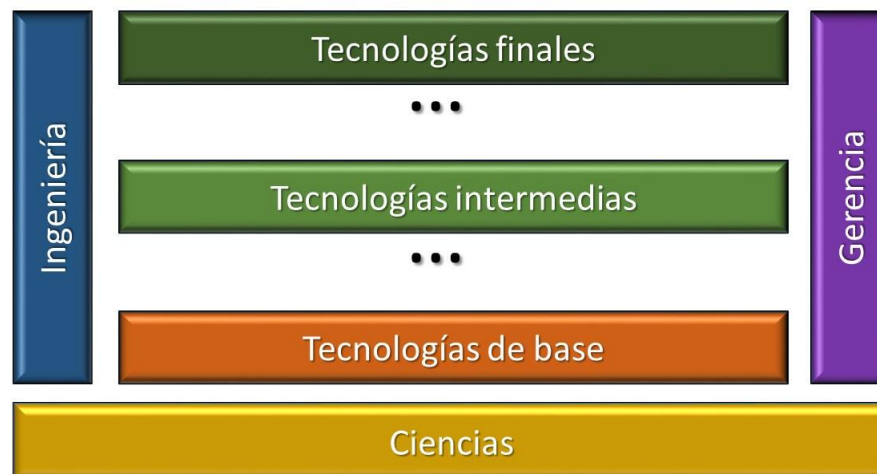 Tecnologías finales
...
Ingeniería
Tecnologías intermedias
Gerencia
...
Tecnologías de base
Ciencias